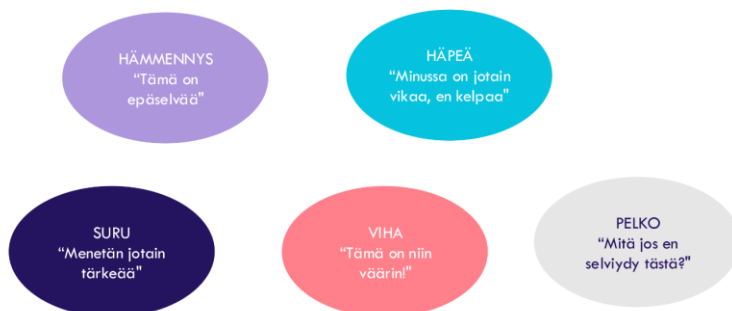 HÄMMENNYS
“Tämä on
epäselvää”
HÄPEÄ
“Minussa on jotain
vikaa, en kelpaa”
SURU
“Menetän jotain
tärkeää”
VIHA
“Tämä on niin
väärin!”
PELKO
“Mitä jos en
selviydy tästä?”